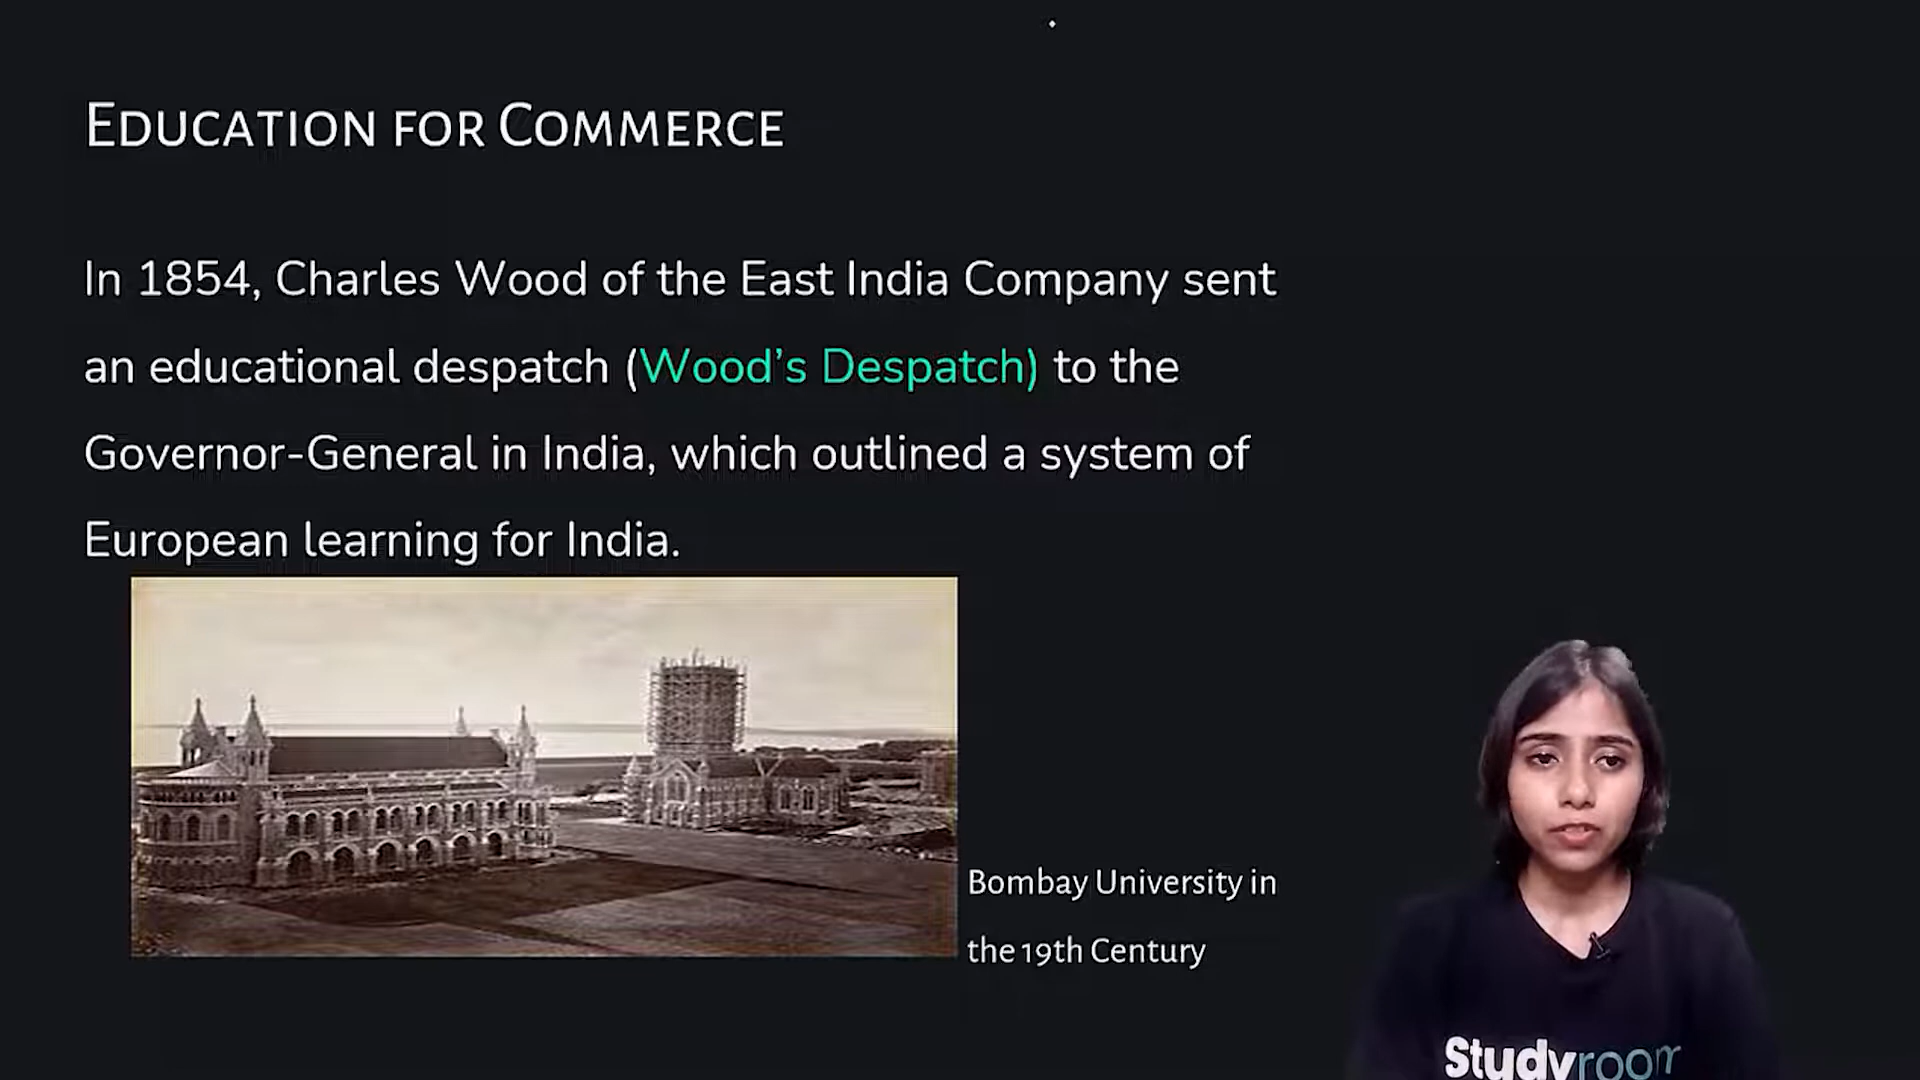 Education for Commerce
In 1854, Charles Wood of the East India Company sent
an educational despatch (Wood's Despatch) to the
Governor-General in India, which outlined a system of
European learning for India.
Bombay University in
the 19th Century
Studyroom